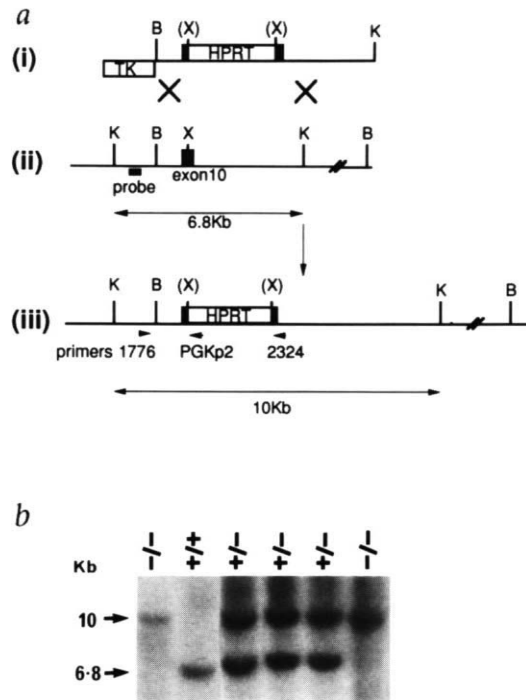 a
B (X) (X) K
(i) HPRT
TK
K B X K B
(ii)
probe exon10
6.8Kb
K B (X) (X) K B
(iii) HPRT
primers 1776 PGKp2 2324
10Kb
b
Kb -/- +/+ +/- +/- +/- -/-
10
6·8